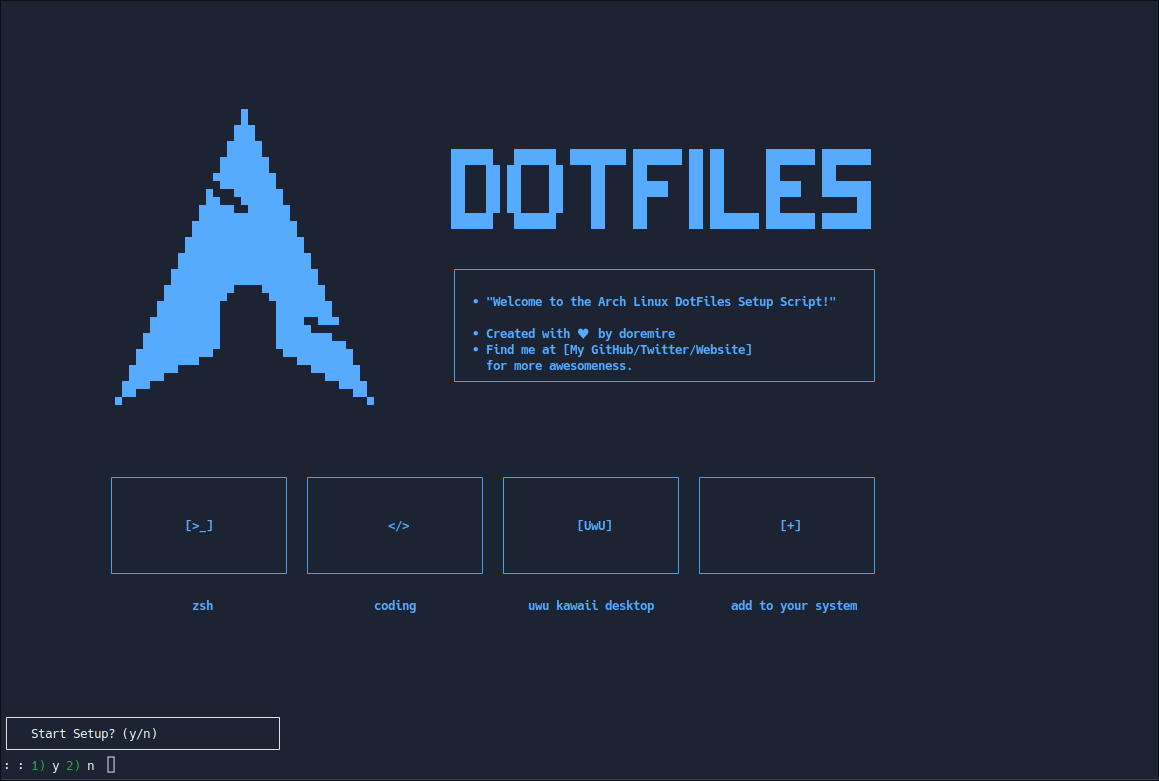 DOTFILES
• "Welcome to the Arch Linux DotFiles Setup Script!"
• Created with ♥ by doremire
• Find me at [My GitHub/Twitter/Website]
for more awesomeness.
[>_] </> [UwU] [+]
zsh coding uwu kawaii desktop add to your system
Start Setup? (y/n)
: : 1) y 2) n